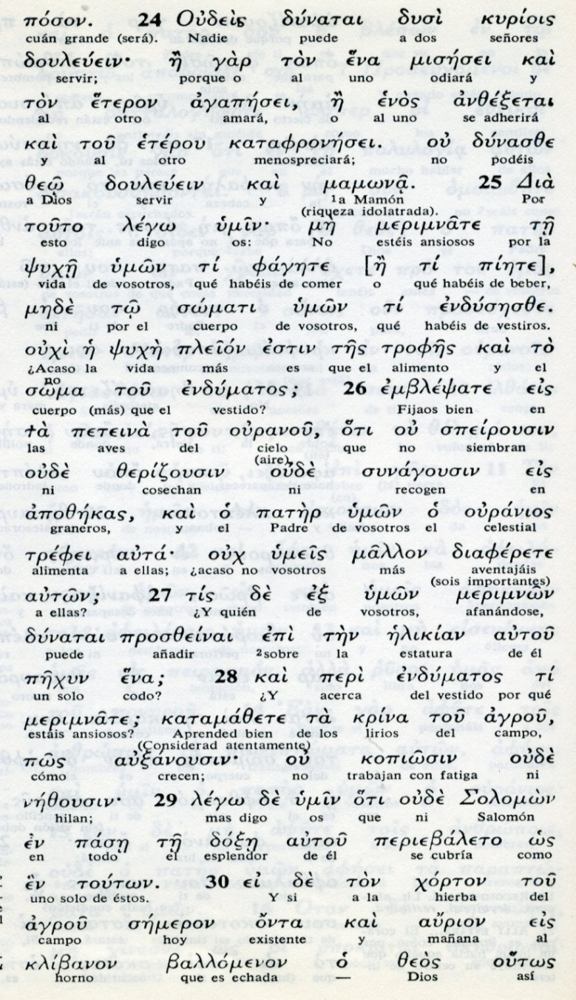 πόσον. 24 Οὐδεὶς δύναται δυσὶ κυρίοις
cuán grande (será). Nadie puede a dos señores
δουλεύειν· ἢ γὰρ τὸν ἕνα μισήσει καὶ
servir; porque o al uno odiará y
τὸν ἕτερον ἀγαπήσει, ἢ ἑνὸς ἀνθέξεται
al otro amará, o al uno se adherirá
καὶ τοῦ ἑτέρου καταφρονήσει. οὐ δύνασθε
y al otro menospreciará; no podéis
θεῷ δουλεύειν καὶ μαμωνᾷ. 25 Διὰ
a Dios servir y 1a Mamón Por
(riqueza idolatrada).
τοῦτο λέγω ὑμῖν· μὴ μεριμνᾶτε τῇ
esto digo os: No estéis ansiosos por la
ψυχῇ ὑμῶν τί φάγητε [ἢ τί πίητε],
vida de vosotros, qué habéis de comer o qué habéis de beber,
μηδὲ τῷ σώματι ὑμῶν τί ἐνδύσησθε.
ni por el cuerpo de vosotros, qué habéis de vestiros.
οὐχὶ ἡ ψυχὴ πλεῖόν ἐστιν τῆς τροφῆς καὶ τὸ
¿Acaso la vida más es que el alimento y el
no
σῶμα τοῦ ἐνδύματος; 26 ἐμβλέψατε εἰς
cuerpo (más) que el vestido? Fijaos bien en
τὰ πετεινὰ τοῦ οὐρανοῦ, ὅτι οὐ σπείρουσιν
las aves del cielo que no siembran
(aire),
οὐδὲ θερίζουσιν οὐδὲ συνάγουσιν εἰς
ni cosechan ni recogen en
ἀποθήκας, καὶ ὁ πατὴρ ὑμῶν ὁ οὐράνιος
graneros, y el Padre de vosotros el celestial
τρέφει αὐτά· οὐχ ὑμεῖς μᾶλλον διαφέρετε
alimenta a ellas; ¿acaso no vosotros más aventajáis
(sois importantes)
αὐτῶν; 27 τίς δὲ ἐξ ὑμῶν μεριμνῶν
a ellas? ¿Y quién de vosotros, afanándose,
δύναται προσθεῖναι ἐπὶ τὴν ἡλικίαν αὐτοῦ
puede añadir 2sobre la estatura de él
πῆχυν ἕνα; 28 καὶ περὶ ἐνδύματος τί
un solo codo? ¿Y acerca del vestido por qué
μεριμνᾶτε; καταμάθετε τὰ κρίνα τοῦ ἀγροῦ,
estáis ansiosos? Aprended bien de los lirios del campo,
(Considerad atentamente)
πῶς αὐξάνουσιν· οὐ κοπιῶσιν οὐδὲ
cómo crecen; no trabajan con fatiga ni
νήθουσιν· 29 λέγω δὲ ὑμῖν ὅτι οὐδὲ Σολομὼν
hilan; mas digo os que ni Salomón
ἐν πάσῃ τῇ δόξῃ αὐτοῦ περιεβάλετο ὡς
en todo el esplendor de él se cubría como
ἓν τούτων. 30 εἰ δὲ τὸν χόρτον τοῦ
uno solo de éstos. Y si a la hierba del
ἀγροῦ σήμερον ὄντα καὶ αὔριον εἰς
campo hoy existente y mañana al
κλίβανον βαλλόμενον ὁ θεὸς οὕτως
horno que es echada — Dios así